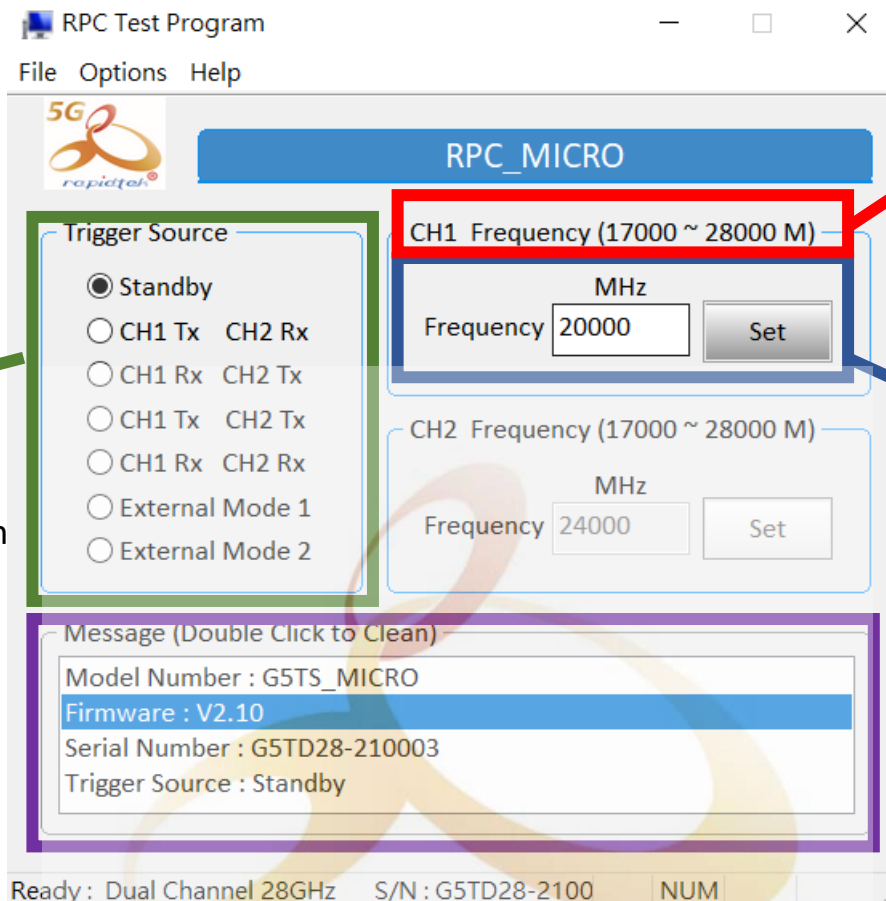 RPC Test Program
File Options Help
5G
rapidtek®
RPC_MICRO
Trigger Source
Standby
CH1 Tx CH2 Rx
CH1 Rx CH2 Tx
CH1 Tx CH2 Tx
CH1 Rx CH2 Rx
External Mode 1
External Mode 2
CH1 Frequency (17000 ~ 28000 M)
MHz
Frequency 20000 Set
CH2 Frequency (17000 ~ 28000 M)
MHz
Frequency 24000 Set
n
Message (Double Click to Clean)
Model Number : G5TS_MICRO
Firmware : V2.10
Serial Number : G5TD28-210003
Trigger Source : Standby
Ready : Dual Channel 28GHz S/N : G5TD28-2100 NUM